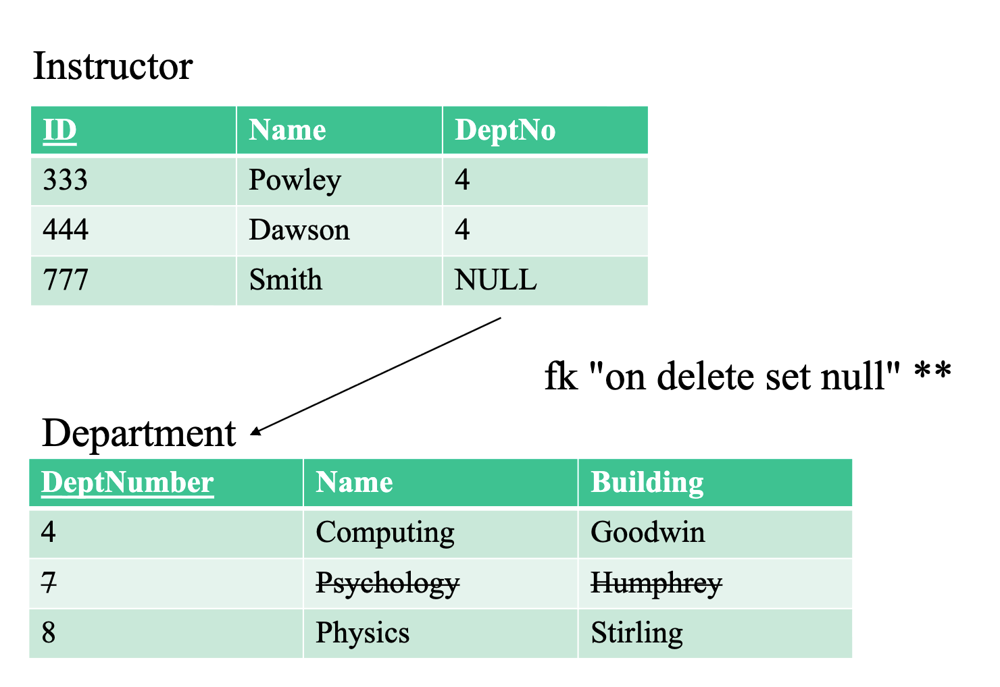 Instructor
ID Name DeptNo
333 Powley 4
444 Dawson 4
777 Smith NULL
fk "on delete set null" **
Department
DeptNumber Name Building
4 Computing Goodwin
7 Psychology Humphrey
8 Physics Stirling